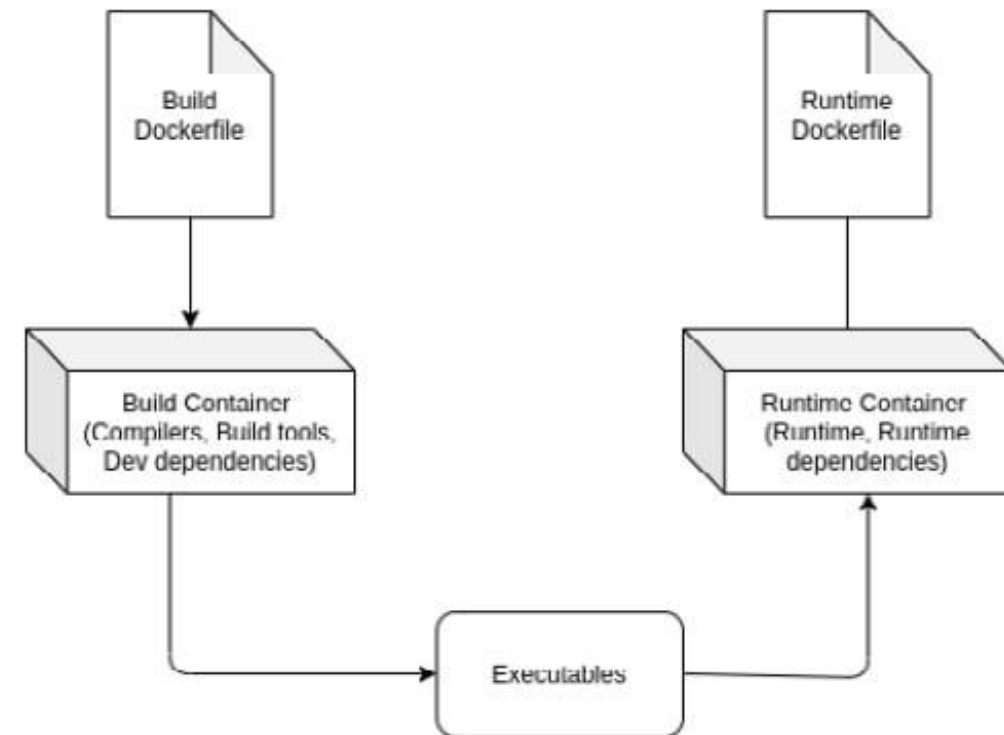 Build
Dockerfile
Runtime
Dockerfile
Build Container
(Compilers, Build tools,
Dev dependencies)
Runtime Container
(Runtime, Runtime
dependencies)
Executables